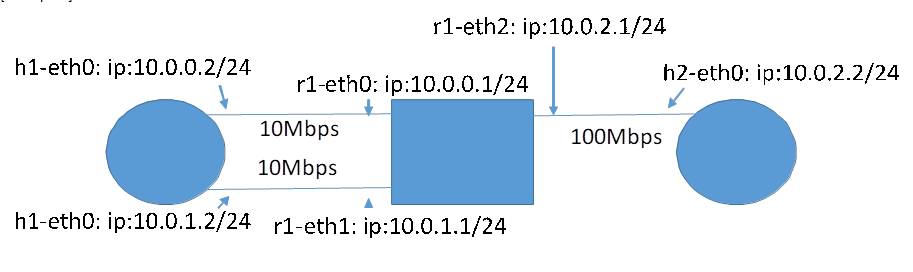 r1-eth2: ip:10.0.2.1/24
h1-eth0: ip:10.0.0.2/24
r1-eth0: ip:10.0.0.1/24
h2-eth0: ip:10.0.2.2/24
10Mbps
100Mbps
10Mbps
h1-eth0: ip:10.0.1.2/24
r1-eth1: ip:10.0.1.1/24